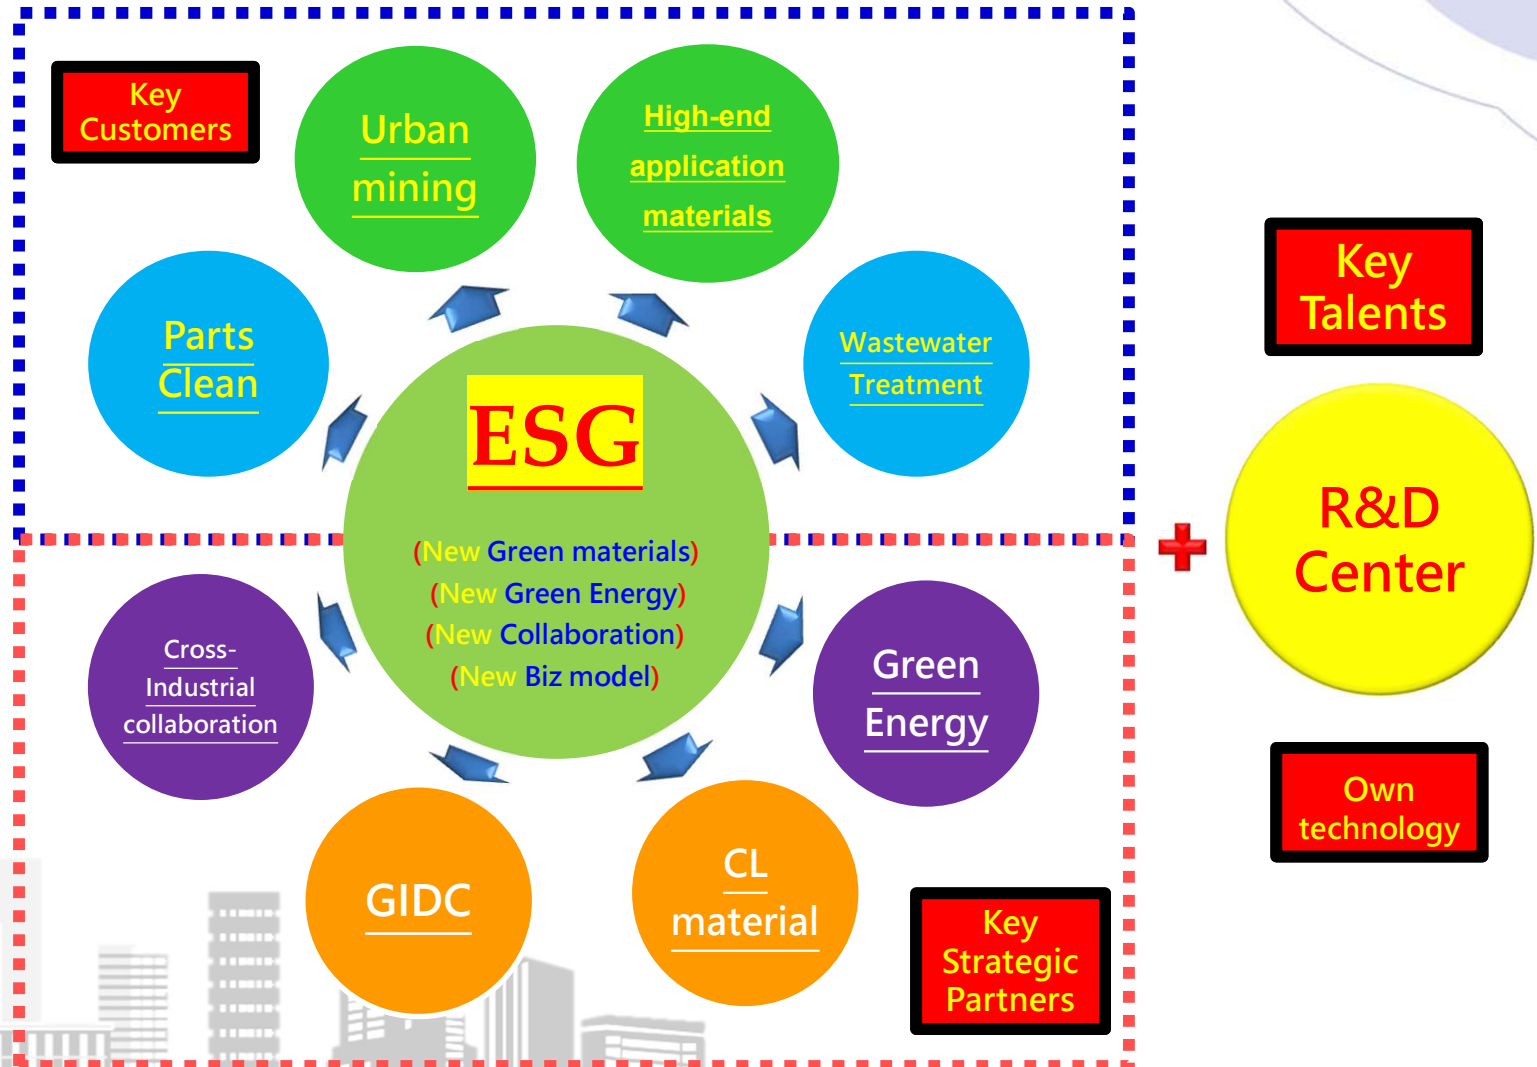 Key
Customers
Urban
mining
High-end
application
materials
Parts
Clean
Wastewater
Treatment
ESG
(New Green materials)
(New Green Energy)
(New Collaboration)
(New Biz model)
Cross-
Industrial
collaboration
Green
Energy
GIDC
CL
material
Key
Strategic
Partners
Key
Talents
R&D
Center
Own
technology